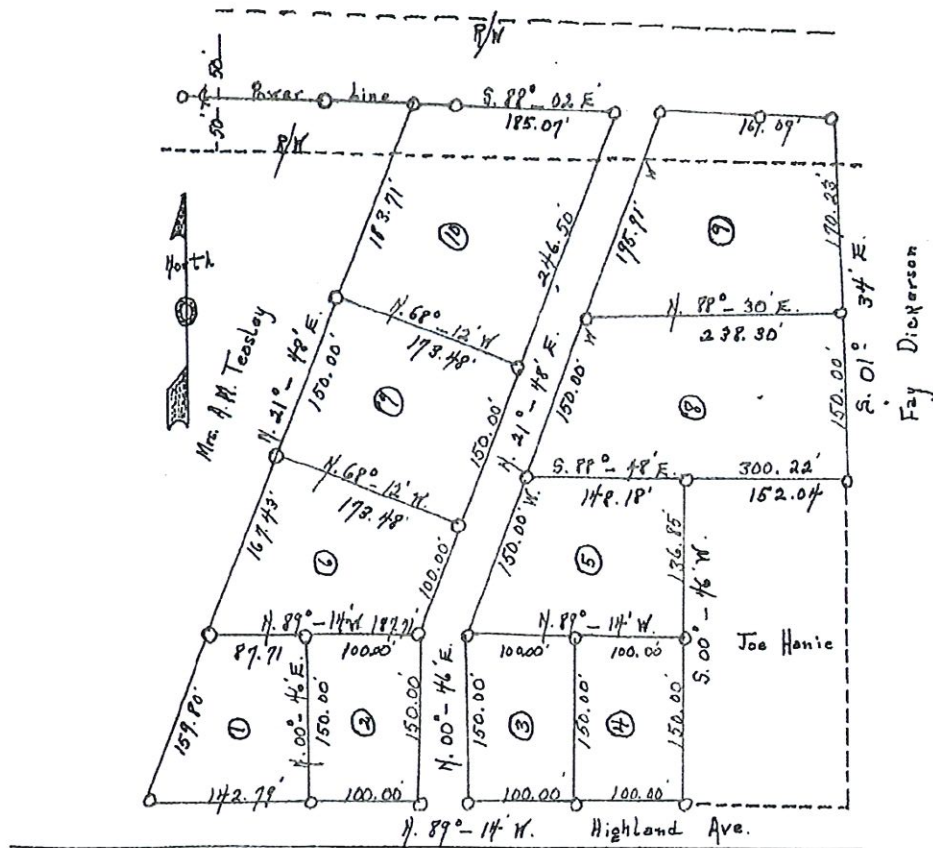 R/W
50'
Power Line
S. 88°-02' E
185.07'
167.09'
50'
R/W
North
183.71'
10
246.50'
195.91'
9
170.23'
S. 01° 34' E.
Fay Dickerson
N. 68°-12' W
173.48'
N. 88°-30' E.
238.30'
Mrs. A.M. Teasley
N. 21°-48' E.
150.00'
7
150.00'
N. 21°-48' E.
150.00'
8
150.00'
N. 68°-12' W.
173.48'
S. 88°-48' E.
148.18'
300.22'
152.04
167.43'
6
100.00'
150.00'
5
136.85'
S. 00°-46' W.
N. 89°-14' W. 187.71'
87.71
100.00'
N. 89°-14' W.
100.00'
100.00'
Joe Hanie
159.80'
1
N. 00°-46' E.
150.00'
2
150.00'
N. 00°-46' E.
150.00'
3
150.00'
4
150.00'
142.79'
100.00'
100.00'
100.00'
N. 89°-14' W.
Highland Ave.